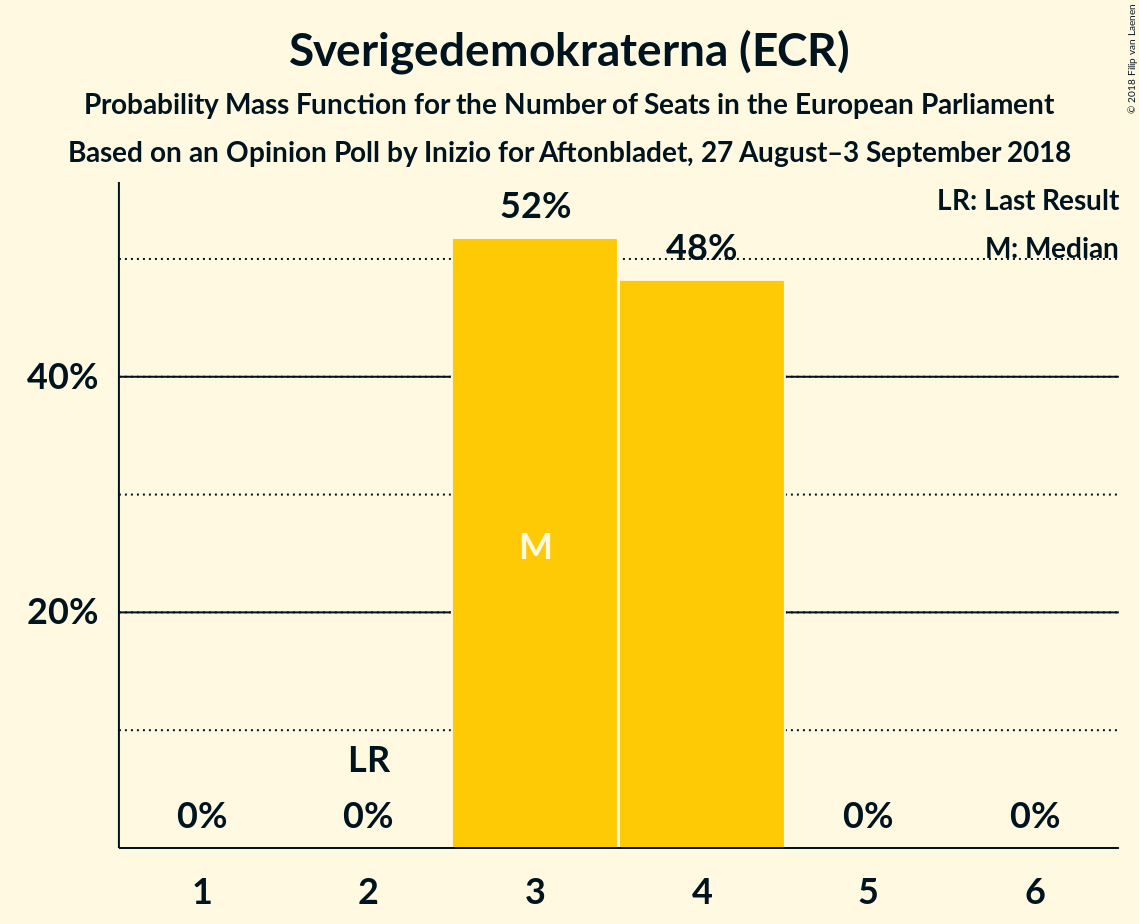 Sverigedemokraterna (ECR)
Probability Mass Function for the Number of Seats in the European Parliament
Based on an Opinion Poll by Inizio for Aftonbladet, 27 August–3 September 2018
© 2018 Filip van Laenen
LR: Last Result
M: Median
52%
48%
40%
20%
M
LR
0%
0%
0%
0%
1
2
3
4
5
6